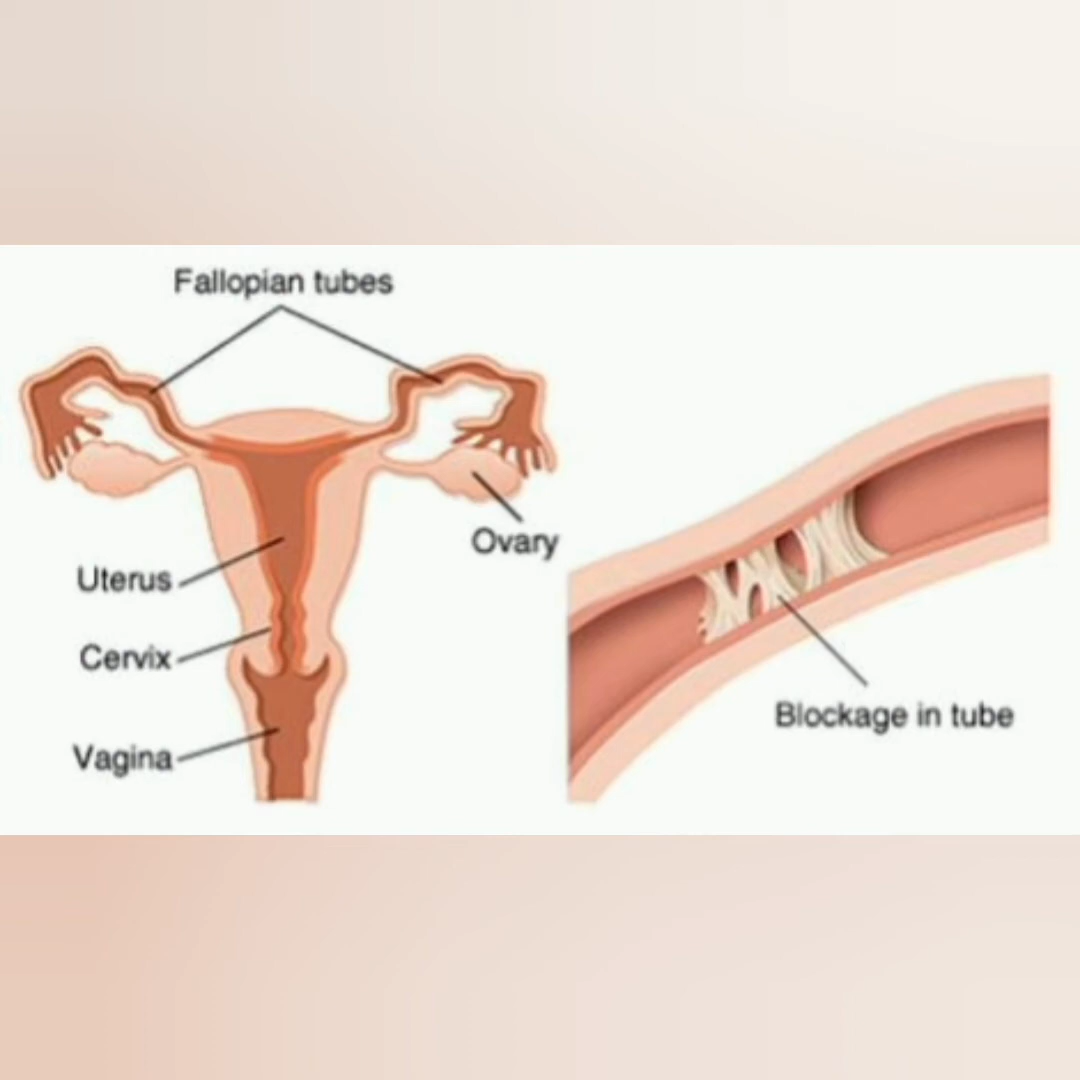 Fallopian tubes
Ovary
Uterus
Cervix
Vagina
Blockage in tube